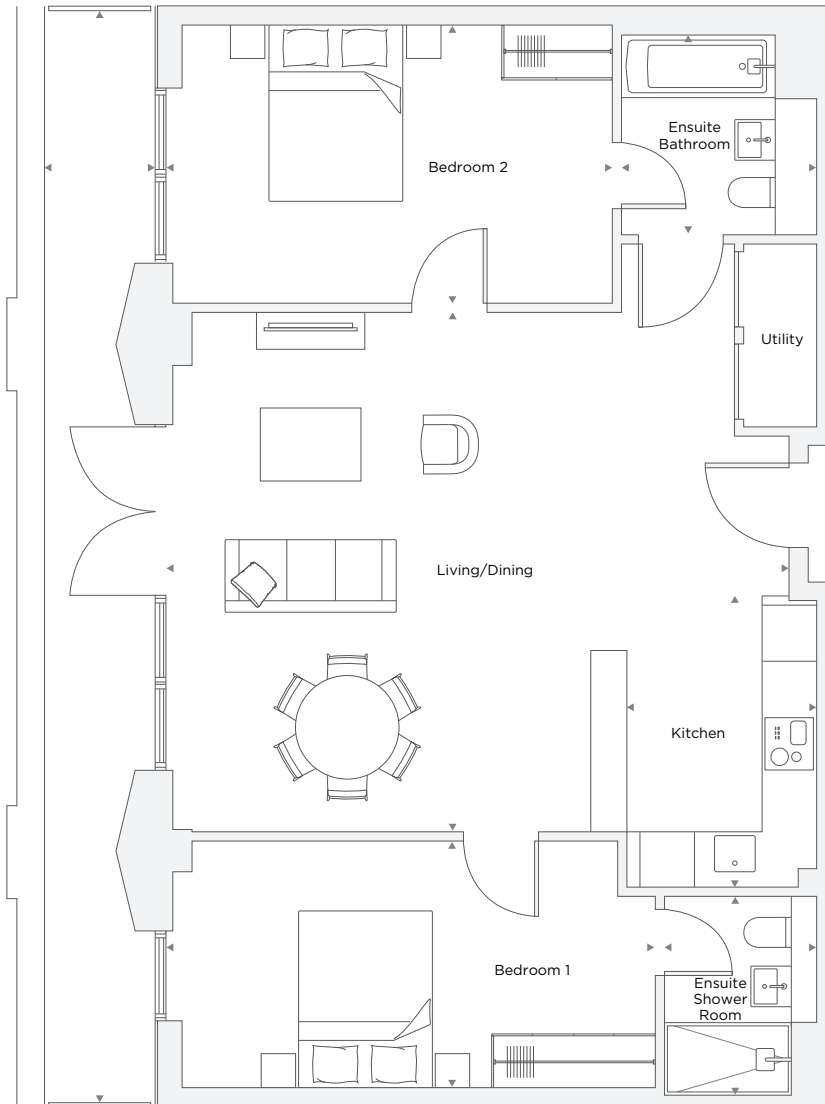 Ensuite
Bathroom
Bedroom 2
Utility
Living/Dining
Kitchen
Bedroom 1
Ensuite
Shower
Room